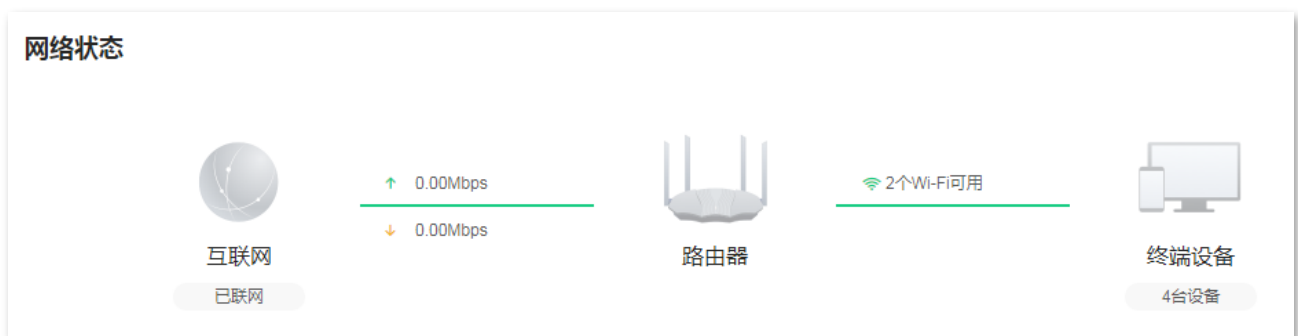 网络状态
↑ 0.00Mbps
2个Wi-Fi可用
↓ 0.00Mbps
互联网
路由器
终端设备
已联网
4台设备